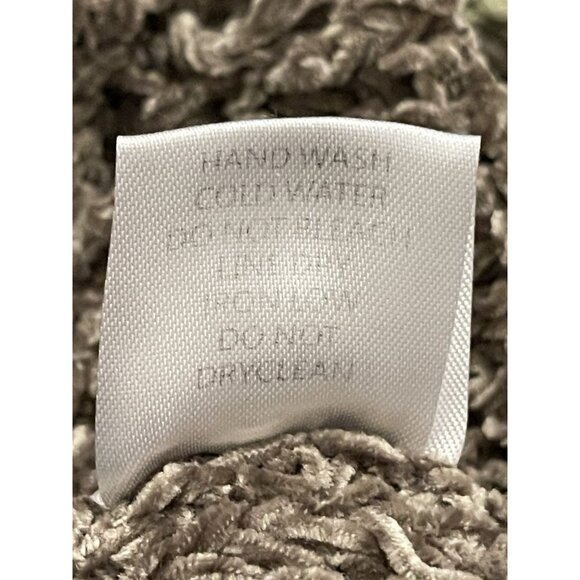 HAND WASH
COLD WATER
DO NOT BLEACH
LINE DRY
IRON LOW
DO NOT
DRYCLEAN